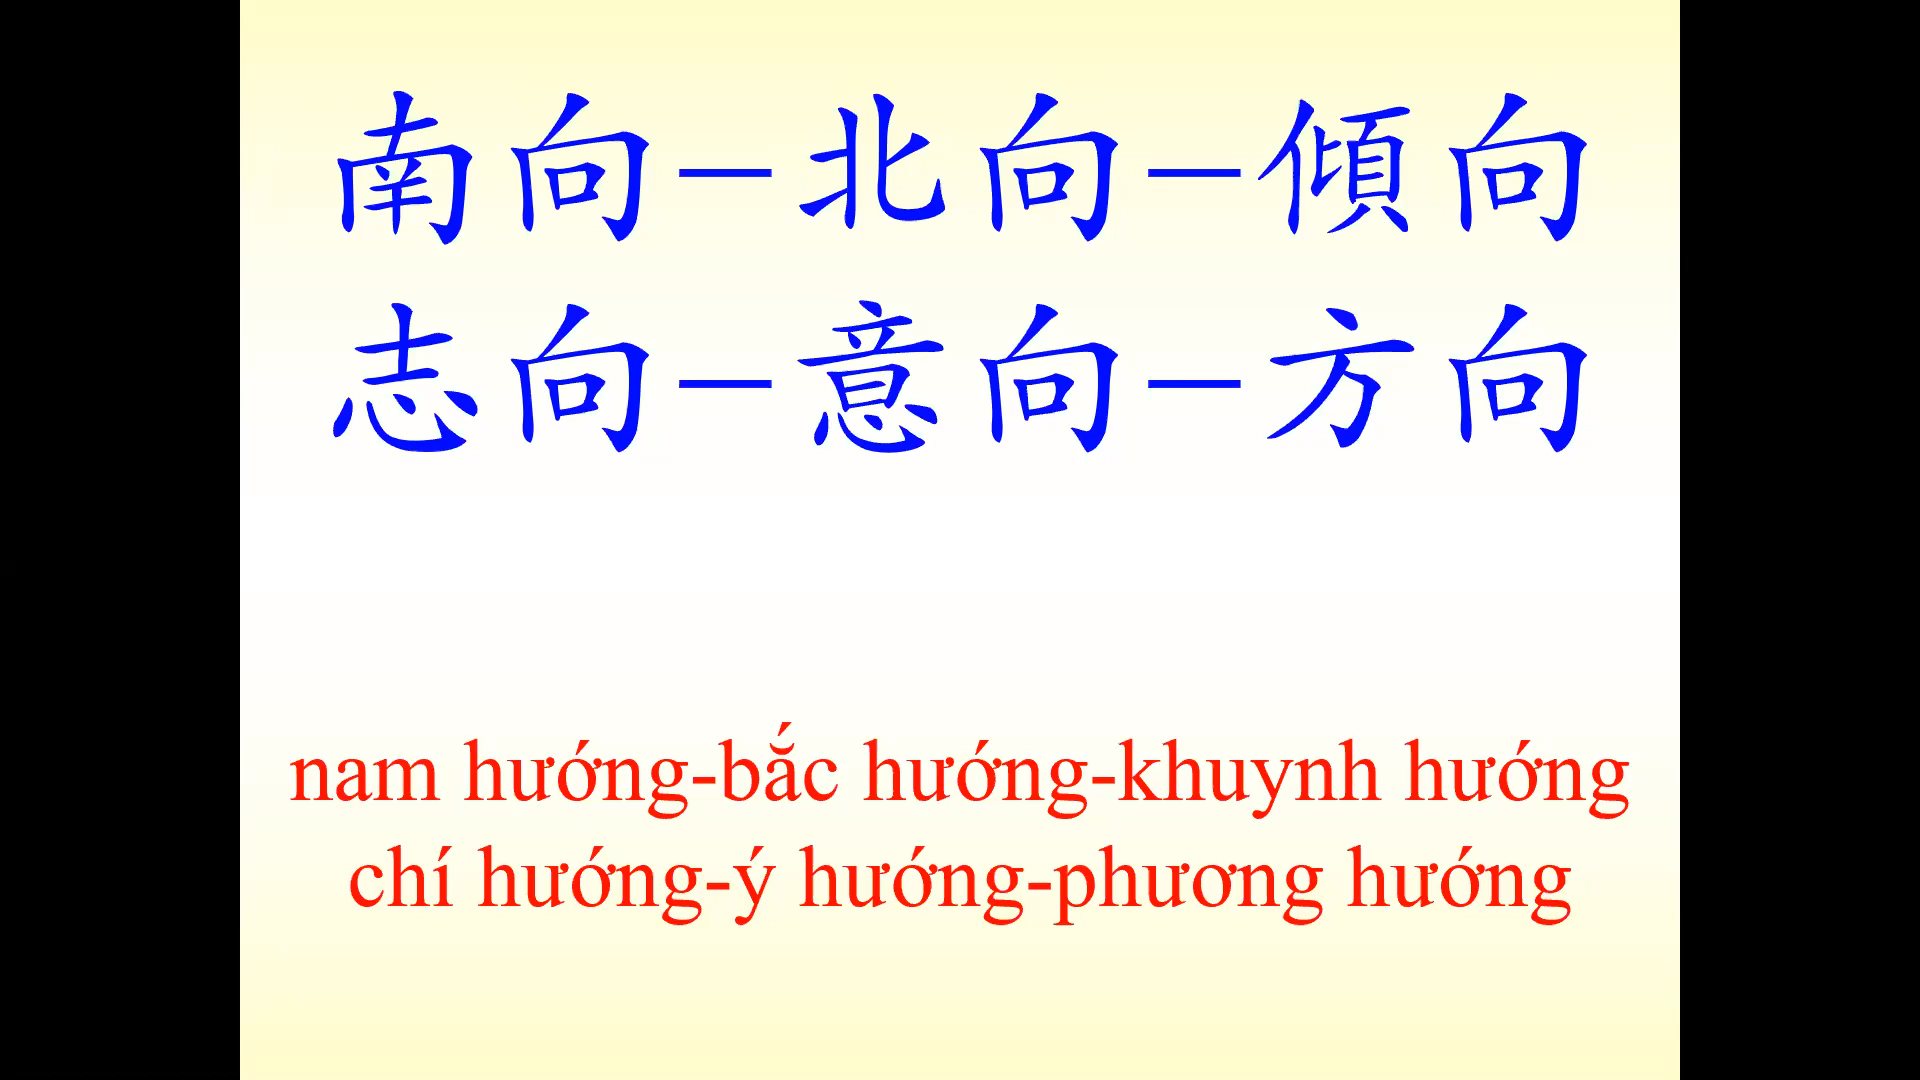 南向–北向–傾向
志向–意向–方向
nam hướng-bắc hướng-khuynh hướng
chí hướng-ý hướng-phương hướng